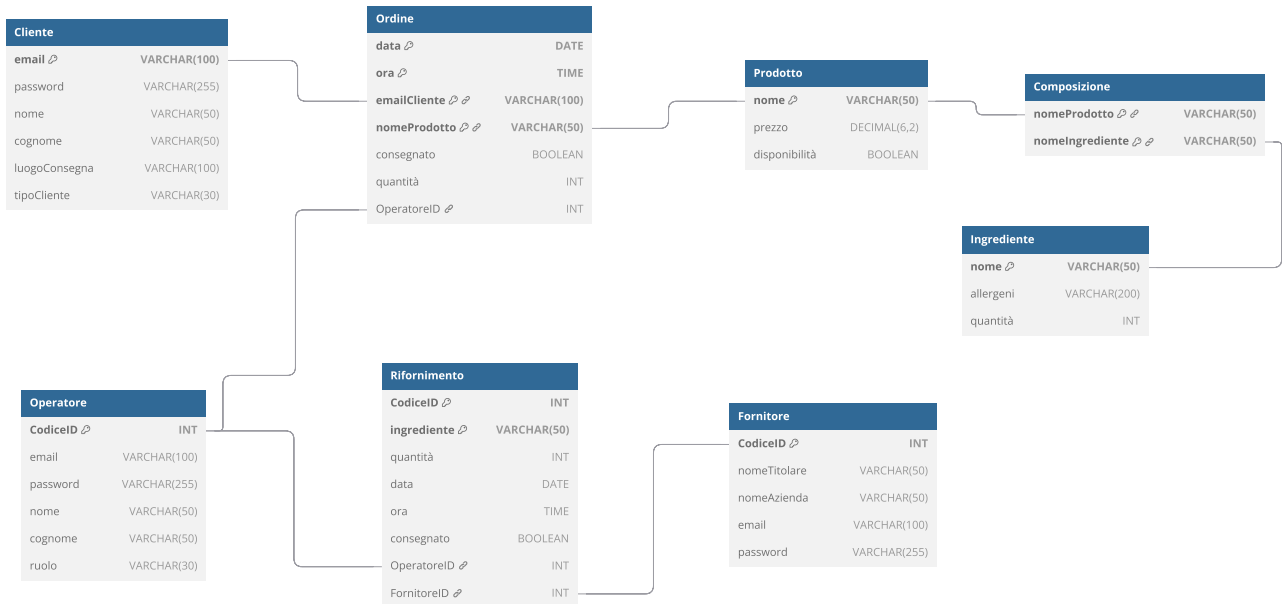 Cliente
email VARCHAR(100)
password VARCHAR(255)
nome VARCHAR(50)
cognome VARCHAR(50)
luogoConsegna VARCHAR(100)
tipoCliente VARCHAR(30)
Ordine
data DATE
ora TIME
emailCliente VARCHAR(100)
nomeProdotto VARCHAR(50)
consegnato BOOLEAN
quantità INT
OperatoreID INT
Prodotto
nome VARCHAR(50)
prezzo DECIMAL(6,2)
disponibilità BOOLEAN
Composizione
nomeProdotto VARCHAR(50)
nomeIngrediente VARCHAR(50)
Ingrediente
nome VARCHAR(50)
allergeni VARCHAR(200)
quantità INT
Operatore
CodiceID INT
email VARCHAR(100)
password VARCHAR(255)
nome VARCHAR(50)
cognome VARCHAR(50)
ruolo VARCHAR(30)
Rifornimento
CodiceID INT
ingrediente VARCHAR(50)
quantità INT
data DATE
ora TIME
consegnato BOOLEAN
OperatoreID INT
FornitoreID INT
Fornitore
CodiceID INT
nomeTitolare VARCHAR(50)
nomeAzienda VARCHAR(50)
email VARCHAR(100)
password VARCHAR(255)